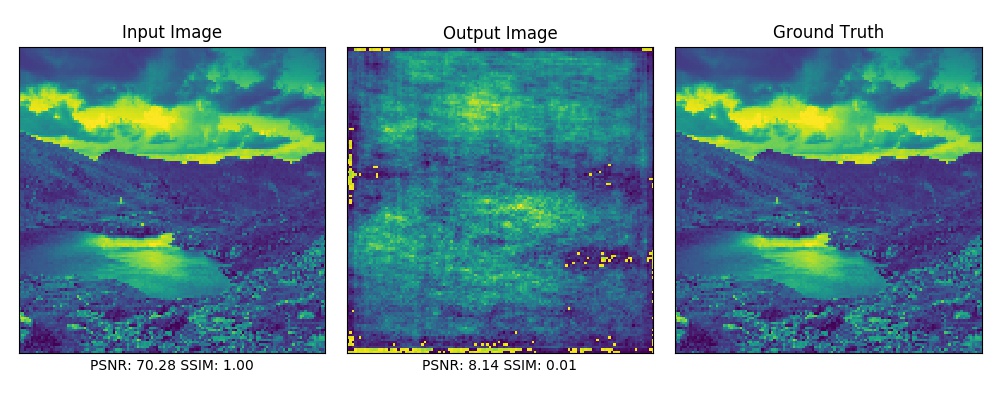 Input Image
Output Image
Ground Truth
PSNR: 70.28 SSIM: 1.00
PSNR: 8.14 SSIM: 0.01